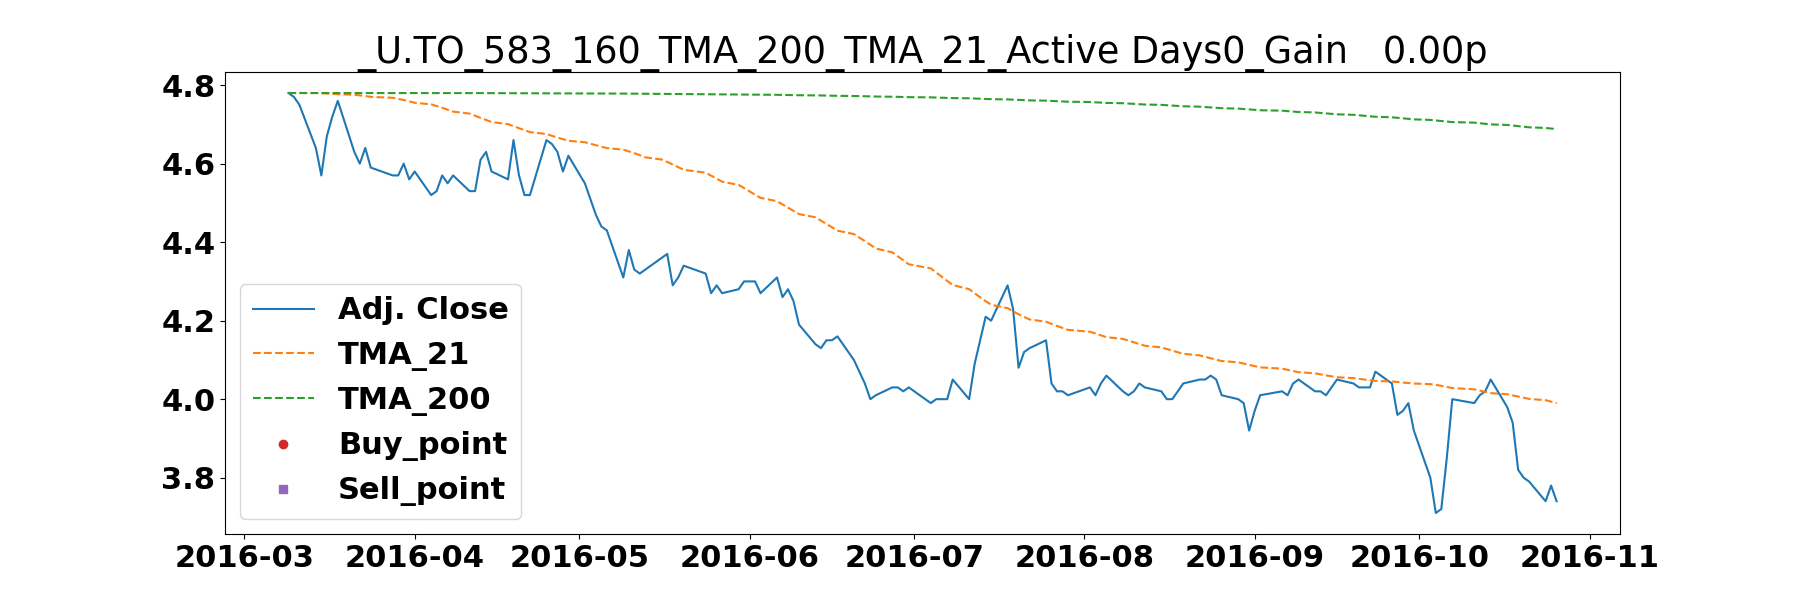 _U.TO_583_160_TMA_200_TMA_21_Active Days0_Gain   0.00p
4.8
4.6
4.4
4.2
4.0
3.8
Adj. Close
TMA_21
TMA_200
Buy_point
Sell_point
2016-03 2016-04 2016-05 2016-06 2016-07 2016-08 2016-09 2016-10 2016-11